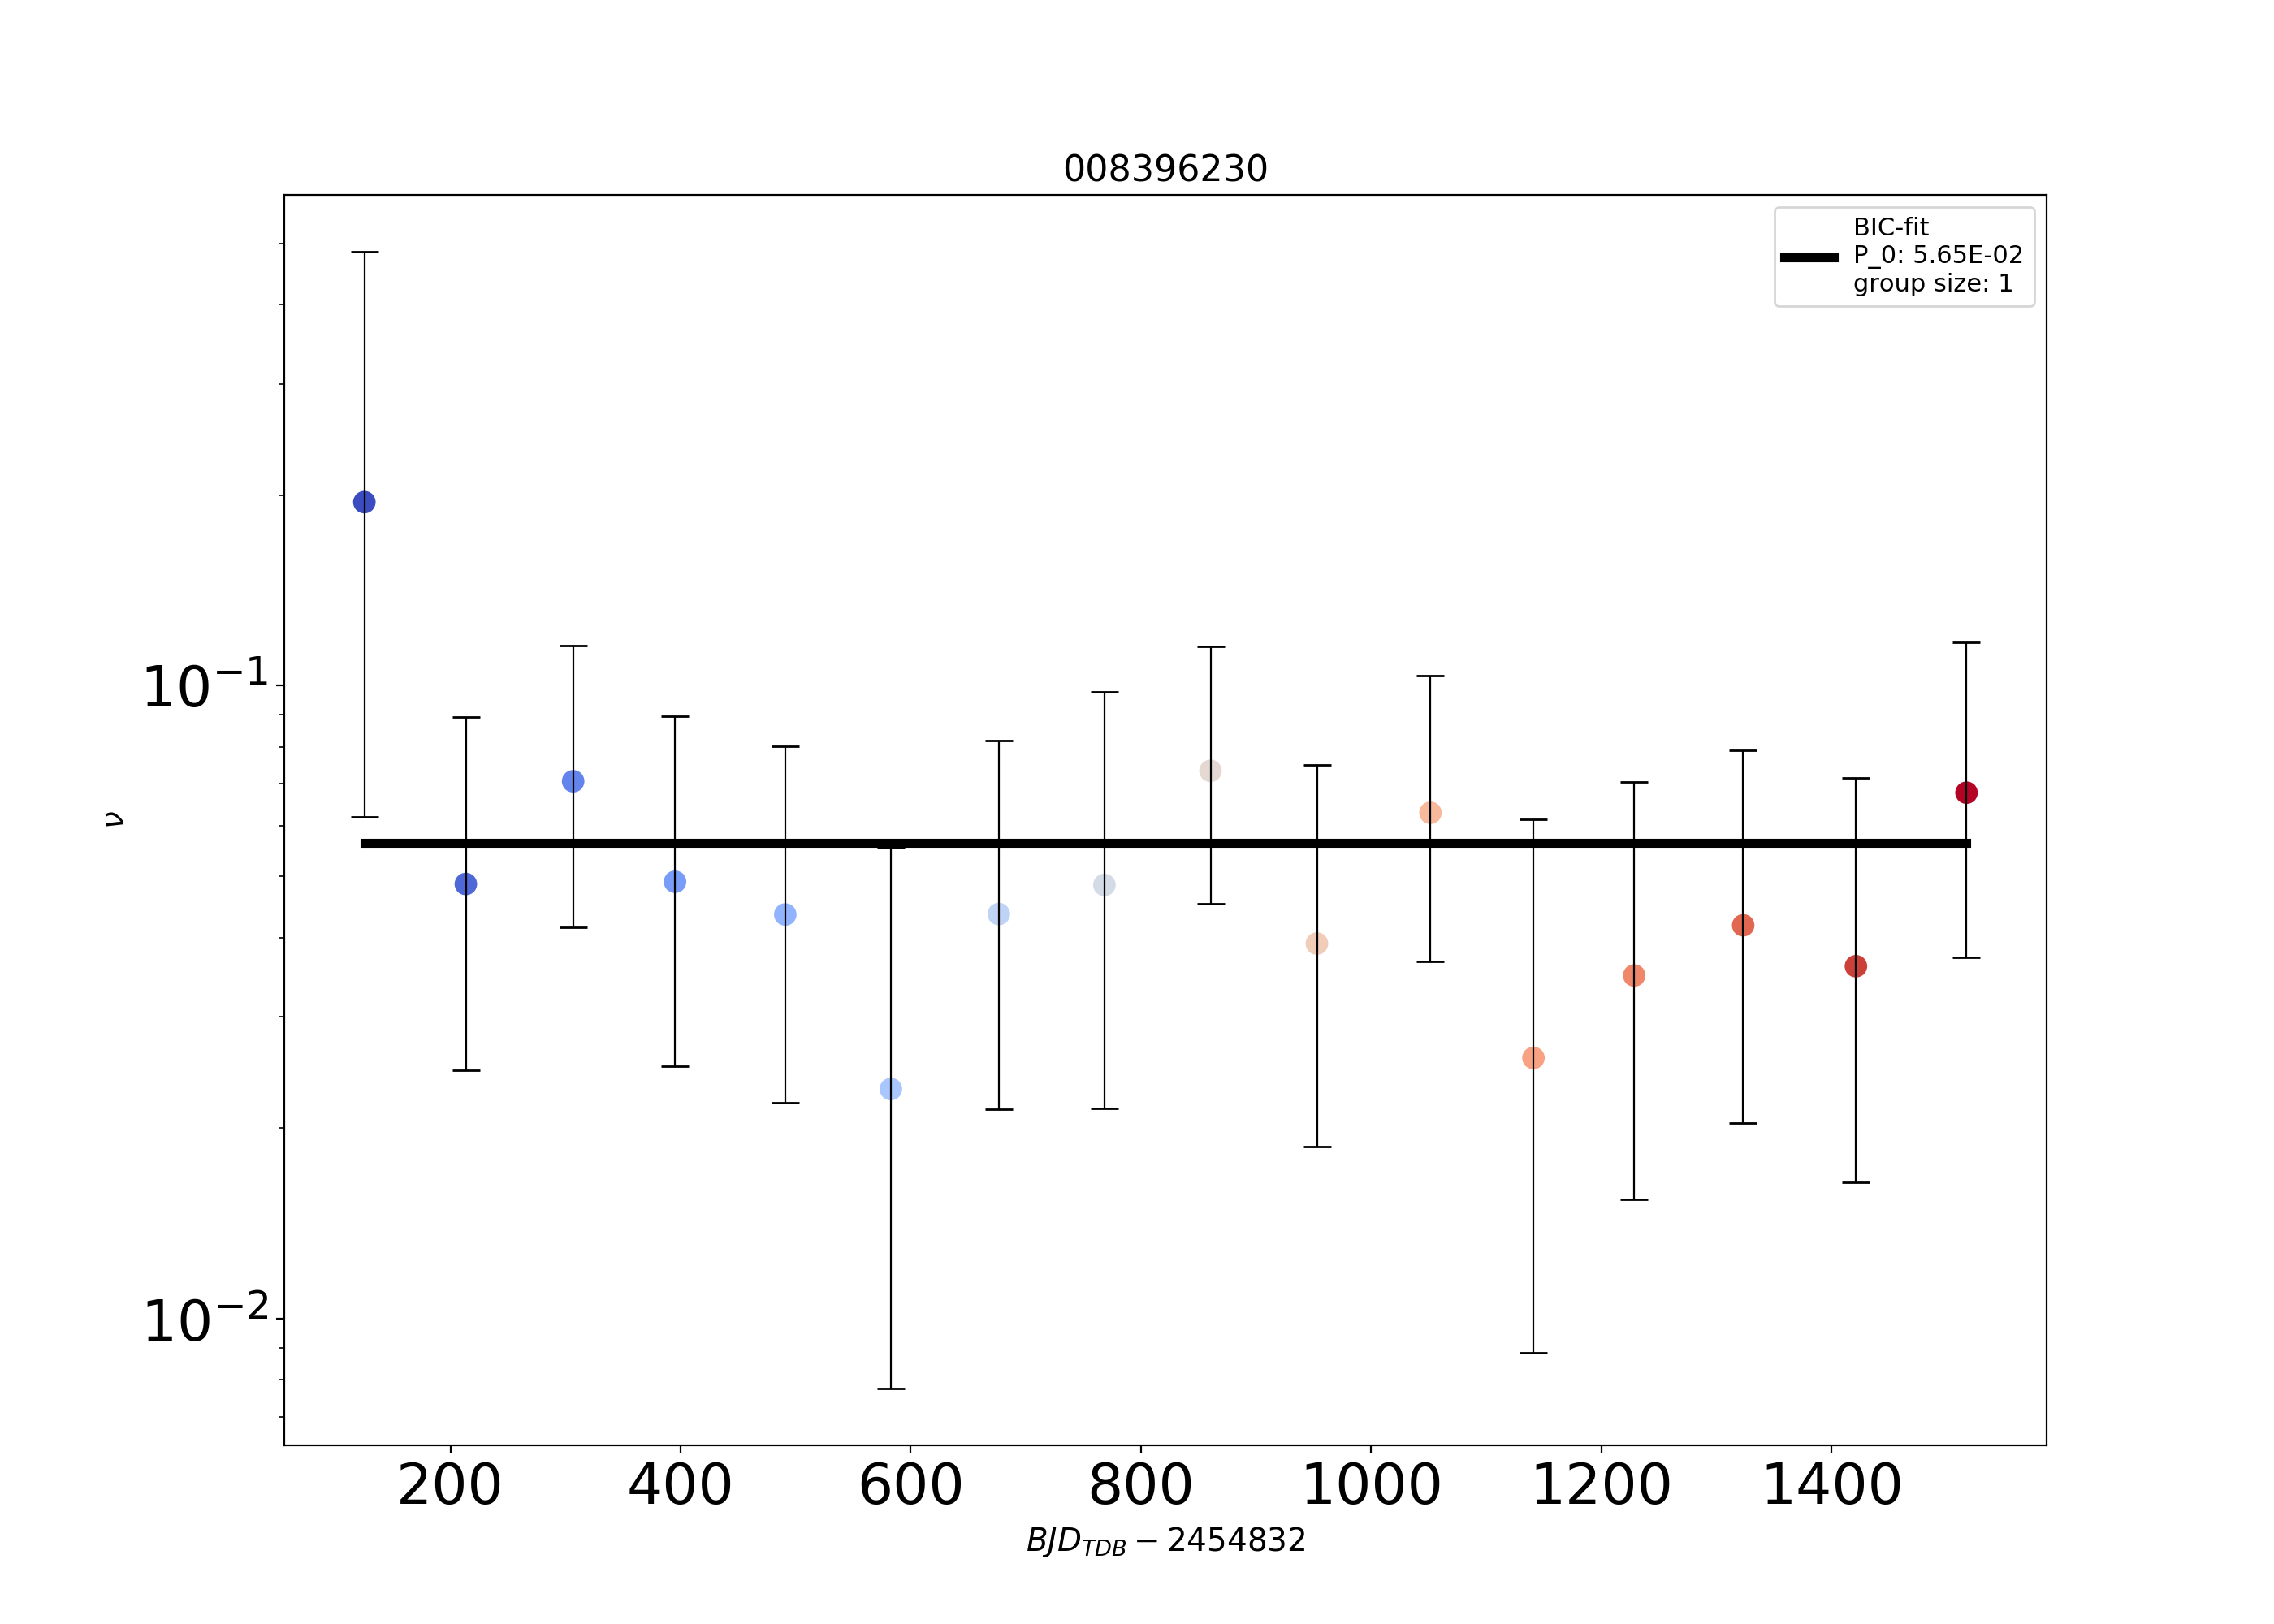 008396230
BIC-fit
P_0: 5.65E-02
group size: 1
10⁻¹
ν
10⁻²
200 400 600 800 1000 1200 1400
BJD_TDB − 2454832